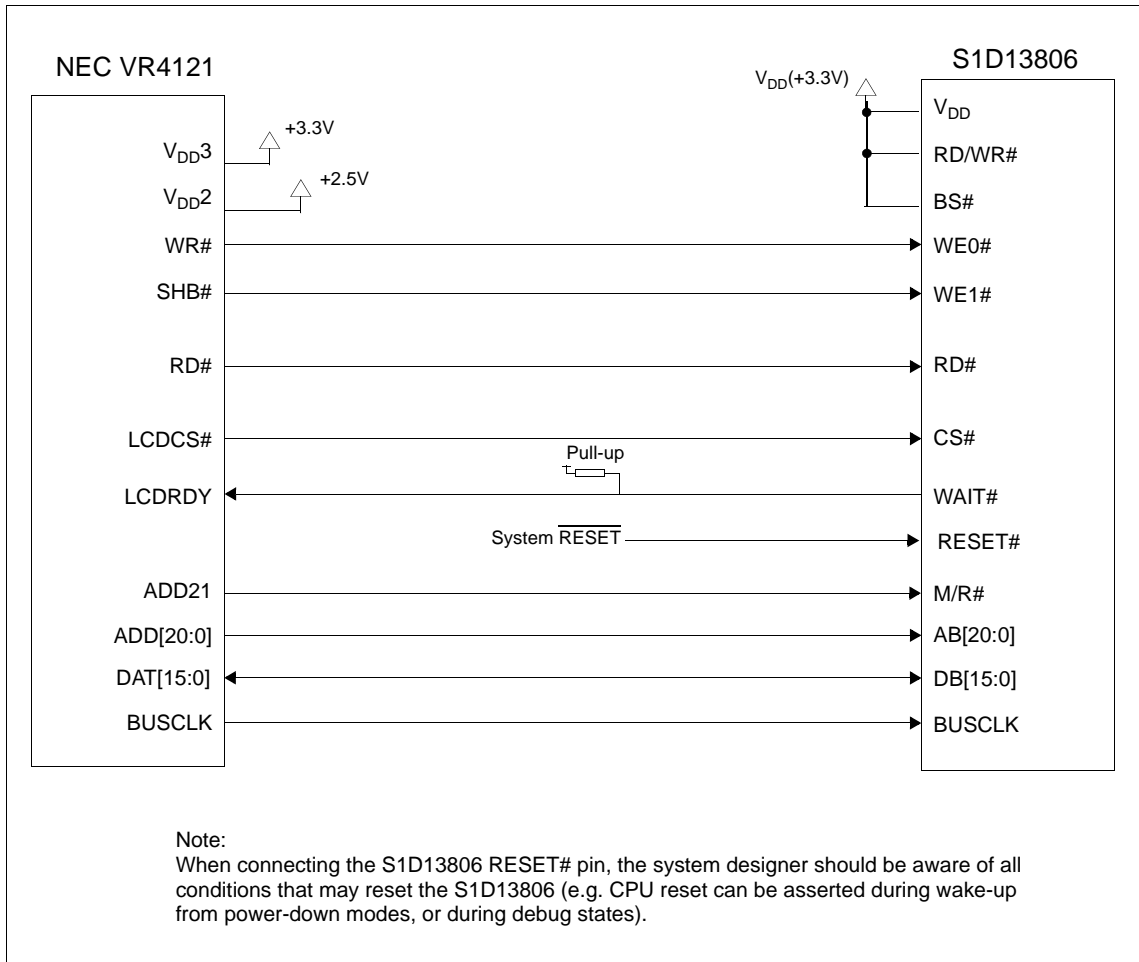 NEC VR4121
S1D13806
VDD(+3.3V)
VDD
+3.3V
VDD3
RD/WR#
+2.5V
VDD2
BS#
WR#
WE0#
SHB#
WE1#
RD#
RD#
LCDCS#
CS#
Pull-up
LCDRDY
WAIT#
System RESET
RESET#
ADD21
M/R#
ADD[20:0]
AB[20:0]
DAT[15:0]
DB[15:0]
BUSCLK
BUSCLK
Note:
When connecting the S1D13806 RESET# pin, the system designer should be aware of all
conditions that may reset the S1D13806 (e.g. CPU reset can be asserted during wake-up
from power-down modes, or during debug states).